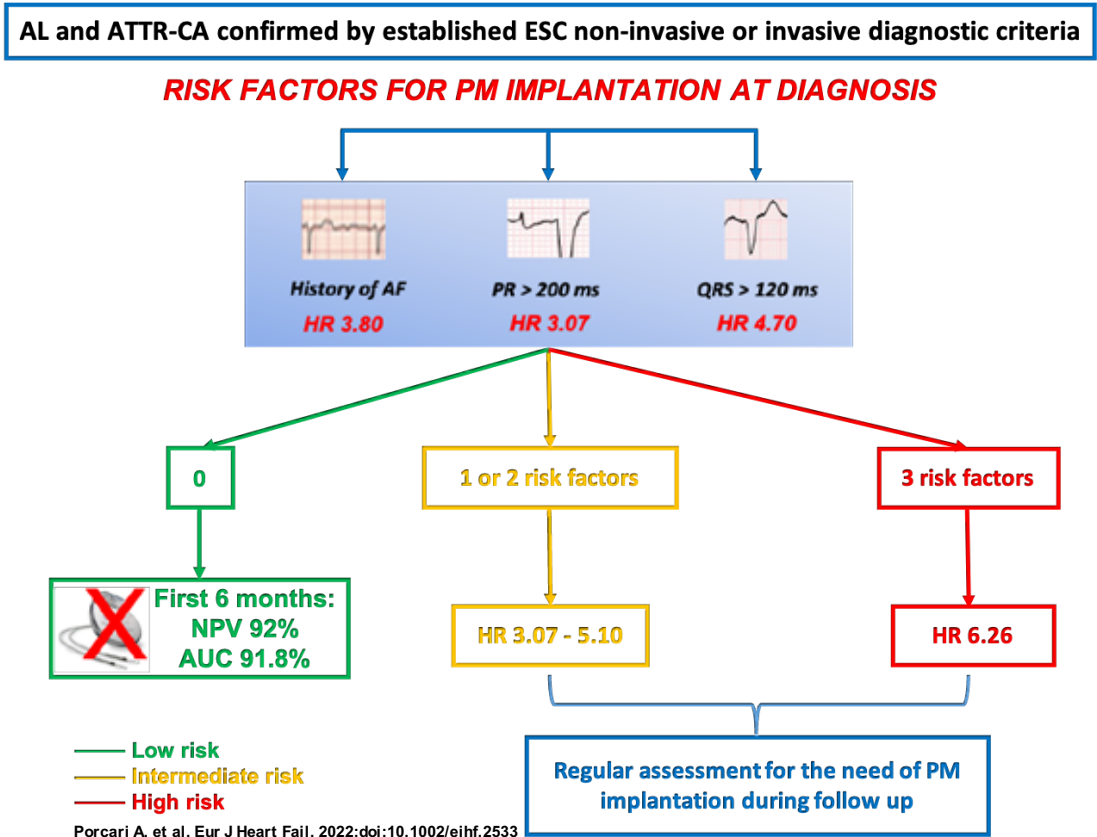 AL and ATTR-CA confirmed by established ESC non-invasive or invasive diagnostic criteria
RISK FACTORS FOR PM IMPLANTATION AT DIAGNOSIS
History of AF
HR 3.80
PR > 200 ms
HR 3.07
QRS > 120 ms
HR 4.70
0
1 or 2 risk factors
3 risk factors
First 6 months:
NPV 92%
AUC 91.8%
HR 3.07 - 5.10
HR 6.26
Low risk
Intermediate risk
High risk
Regular assessment for the need of PM
implantation during follow up
Porcari A, et al. Eur J Heart Fail. 2022;doi:10.1002/ejhf.2533